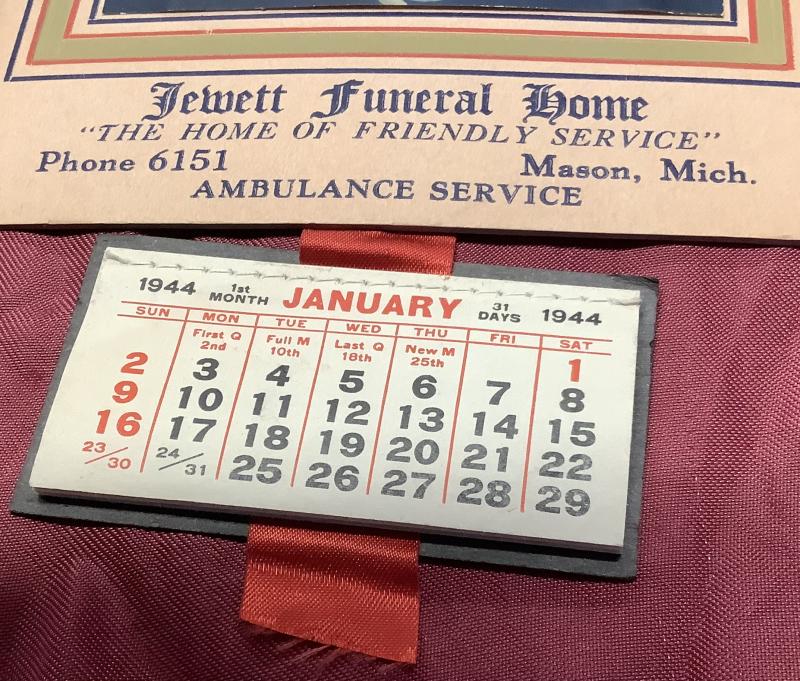 Jewett Funeral Home
"THE HOME OF FRIENDLY SERVICE"
Phone 6151 Mason, Mich.
AMBULANCE SERVICE
1944 1st MONTH JANUARY 31 DAYS 1944
SUN MON TUE WED THU FRI SAT
First Q 2nd Full M 10th Last Q 18th New M 25th 1
2 3 4 5 6 7 8
9 10 11 12 13 14 15
16 17 18 19 20 21 22
23/30 24/31 25 26 27 28 29